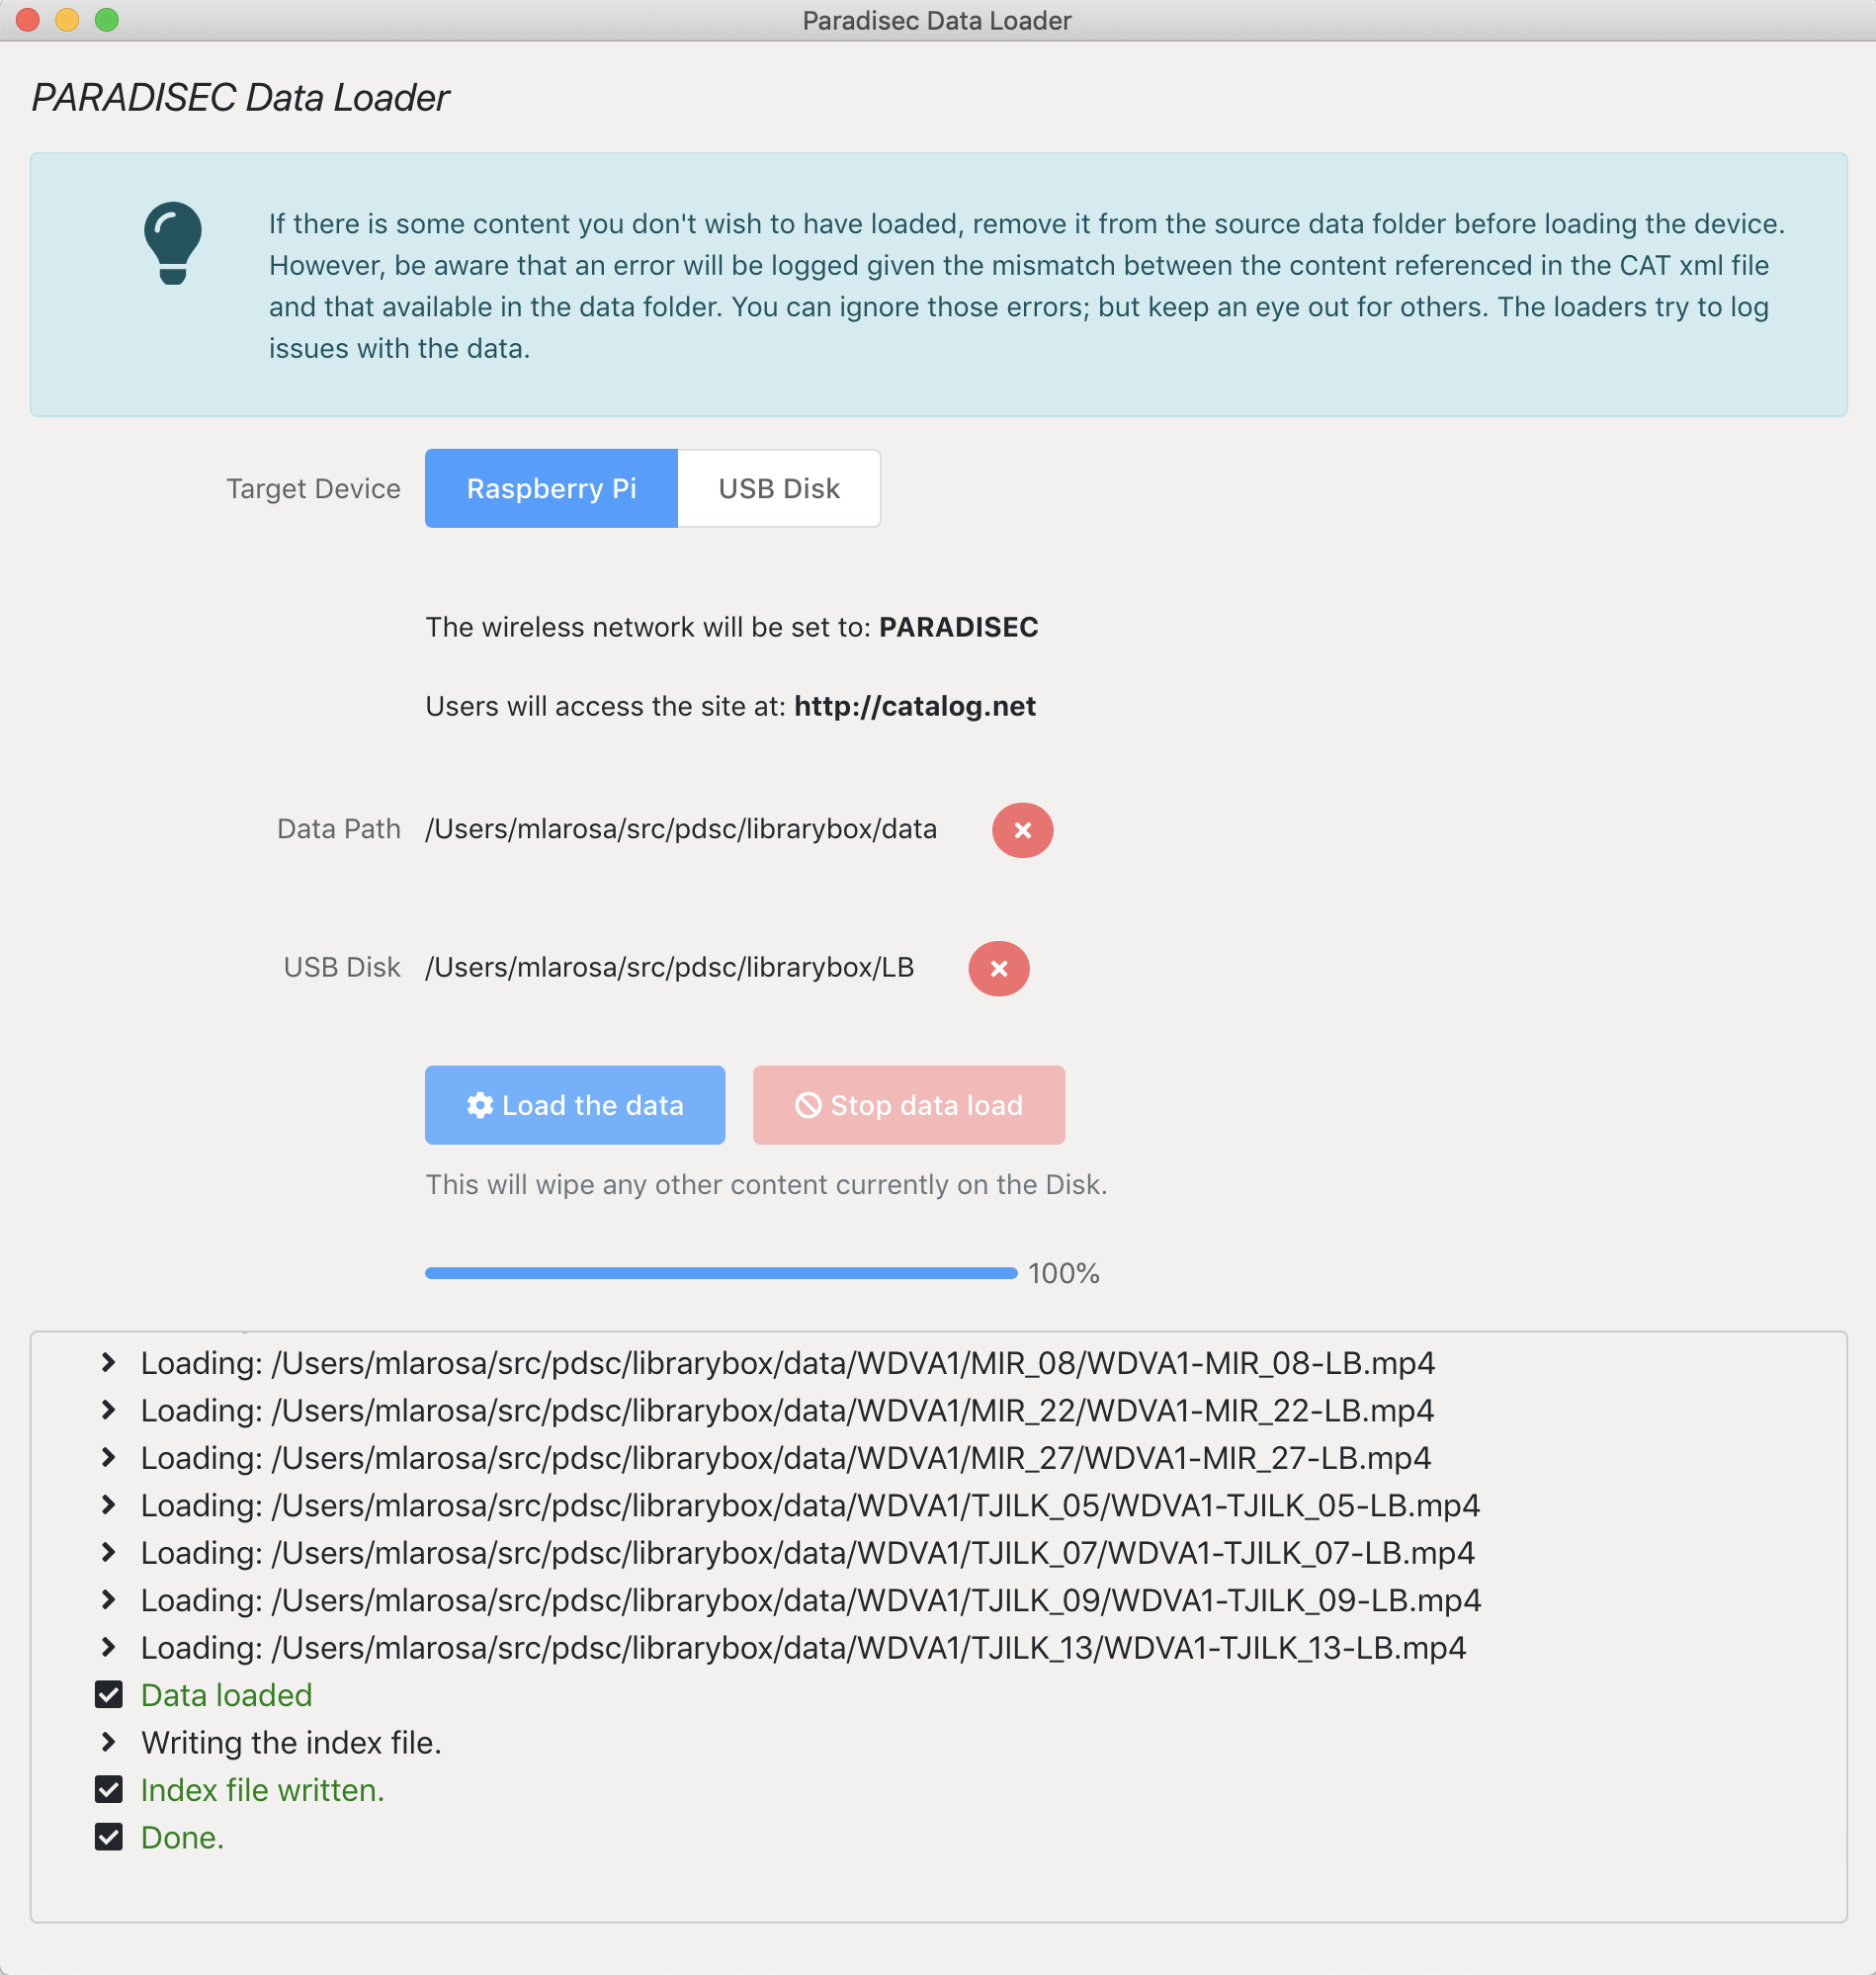 Paradisec Data Loader
PARADISEC Data Loader
If there is some content you don't wish to have loaded, remove it from the source data folder before loading the device.
However, be aware that an error will be logged given the mismatch between the content referenced in the CAT xml file
and that available in the data folder. You can ignore those errors; but keep an eye out for others. The loaders try to log
issues with the data.
Target Device Raspberry Pi USB Disk
The wireless network will be set to: PARADISEC
Users will access the site at: http://catalog.net
Data Path /Users/mlarosa/src/pdsc/librarybox/data
USB Disk /Users/mlarosa/src/pdsc/librarybox/LB
Load the data Stop data load
This will wipe any other content currently on the Disk.
100%
Loading: /Users/mlarosa/src/pdsc/librarybox/data/WDVA1/MIR_08/WDVA1-MIR_08-LB.mp4
Loading: /Users/mlarosa/src/pdsc/librarybox/data/WDVA1/MIR_22/WDVA1-MIR_22-LB.mp4
Loading: /Users/mlarosa/src/pdsc/librarybox/data/WDVA1/MIR_27/WDVA1-MIR_27-LB.mp4
Loading: /Users/mlarosa/src/pdsc/librarybox/data/WDVA1/TJILK_05/WDVA1-TJILK_05-LB.mp4
Loading: /Users/mlarosa/src/pdsc/librarybox/data/WDVA1/TJILK_07/WDVA1-TJILK_07-LB.mp4
Loading: /Users/mlarosa/src/pdsc/librarybox/data/WDVA1/TJILK_09/WDVA1-TJILK_09-LB.mp4
Loading: /Users/mlarosa/src/pdsc/librarybox/data/WDVA1/TJILK_13/WDVA1-TJILK_13-LB.mp4
Data loaded
Writing the index file.
Index file written.
Done.